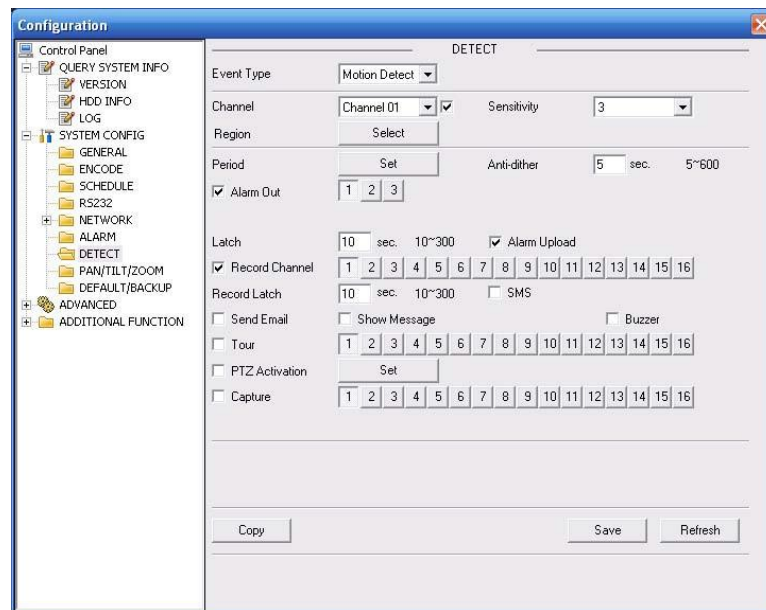 Configuration
Control Panel
QUERY SYSTEM INFO
VERSION
HDD INFO
LOG
SYSTEM CONFIG
GENERAL
ENCODE
SCHEDULE
RS232
NETWORK
ALARM
DETECT
PAN/TILT/ZOOM
DEFAULT/BACKUP
ADVANCED
ADDITIONAL FUNCTION
DETECT
Event Type Motion Detect
Channel Channel 01 Sensitivity 3
Region Select
Period Set Anti-dither 5 sec. 5~600
Alarm Out 1 2 3
Latch 10 sec. 10~300 Alarm Upload
Record Channel 1 2 3 4 5 6 7 8 9 10 11 12 13 14 15 16
Record Latch 10 sec. 10~300 SMS
Send Email Show Message Buzzer
Tour 1 2 3 4 5 6 7 8 9 10 11 12 13 14 15 16
PTZ Activation Set
Capture 1 2 3 4 5 6 7 8 9 10 11 12 13 14 15 16
Copy Save Refresh